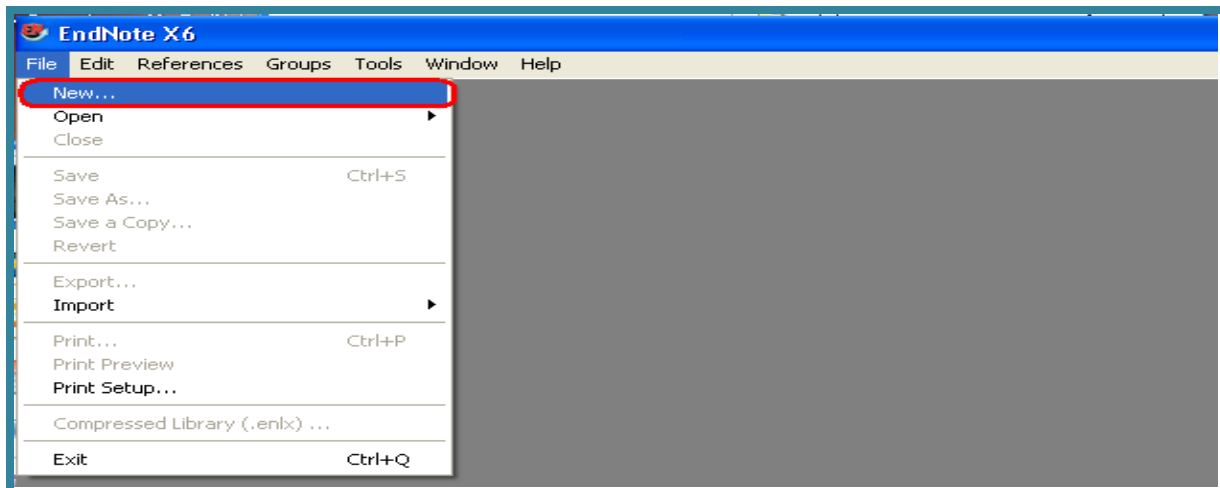 EndNote X6
File Edit References Groups Tools Window Help
New...
Open
Close
Save Ctrl+S
Save As...
Save a Copy...
Revert
Export...
Import
Print... Ctrl+P
Print Preview
Print Setup...
Compressed Library (.enlx) ...
Exit Ctrl+Q